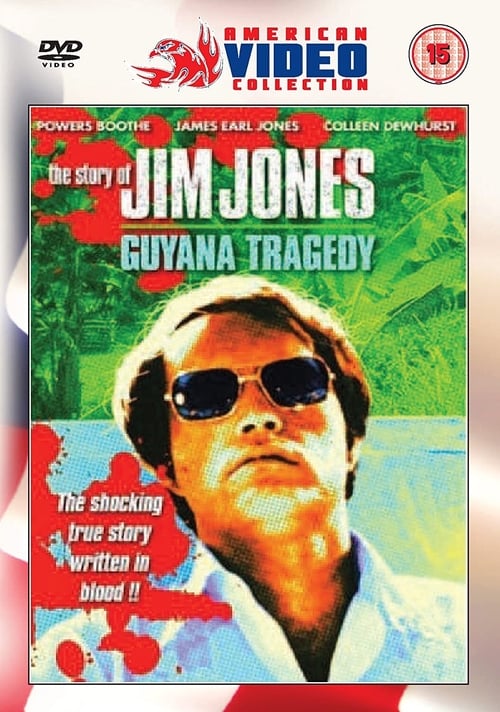 DVD
VIDEO
AMERICAN
VIDEO
COLLECTION
15
POWERS BOOTHE JAMES EARL JONES COLLEEN DEWHURST
the story of
JIM JONES
GUYANA TRAGEDY
The shocking
true story
written in
blood !!